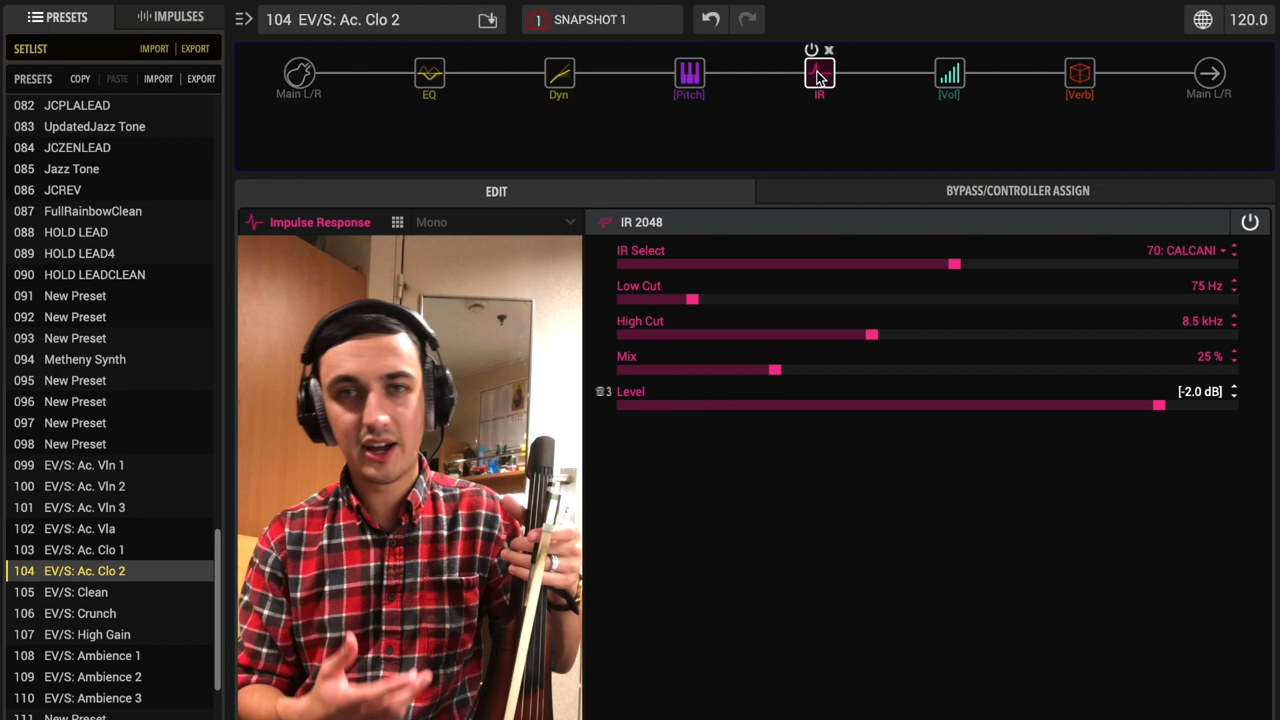 PRESETS
IMPULSES
SETLIST
IMPORT
EXPORT
PRESETS
COPY
PASTE
IMPORT
EXPORT
082 JCPLALEAD
083 UpdatedJazz Tone
084 JCZENLEAD
085 Jazz Tone
086 JCREV
087 FullRainbowClean
088 HOLD LEAD
089 HOLD LEAD4
090 HOLD LEADCLEAN
091 New Preset
092 New Preset
093 New Preset
094 Metheny Synth
095 New Preset
096 New Preset
097 New Preset
098 New Preset
099 EV/S: Ac. Vln 1
100 EV/S: Ac. Vln 2
101 EV/S: Ac. Vln 3
102 EV/S: Ac. Vla
103 EV/S: Ac. Clo 1
104 EV/S: Ac. Clo 2
105 EV/S: Clean
106 EV/S: Crunch
107 EV/S: High Gain
108 EV/S: Ambience 1
109 EV/S: Ambience 2
110 EV/S: Ambience 3
111 New Preset
104 EV/S: Ac. Clo 2
1 SNAPSHOT 1
120.0
Main L/R
EQ
Dyn
[Pitch]
IR
[Vol]
[Verb]
Main L/R
EDIT
BYPASS/CONTROLLER ASSIGN
Impulse Response
Mono
IR 2048
IR Select 70: CALCANI
Low Cut 75 Hz
High Cut 8.5 kHz
Mix 25 %
3 Level [-2.0 dB]